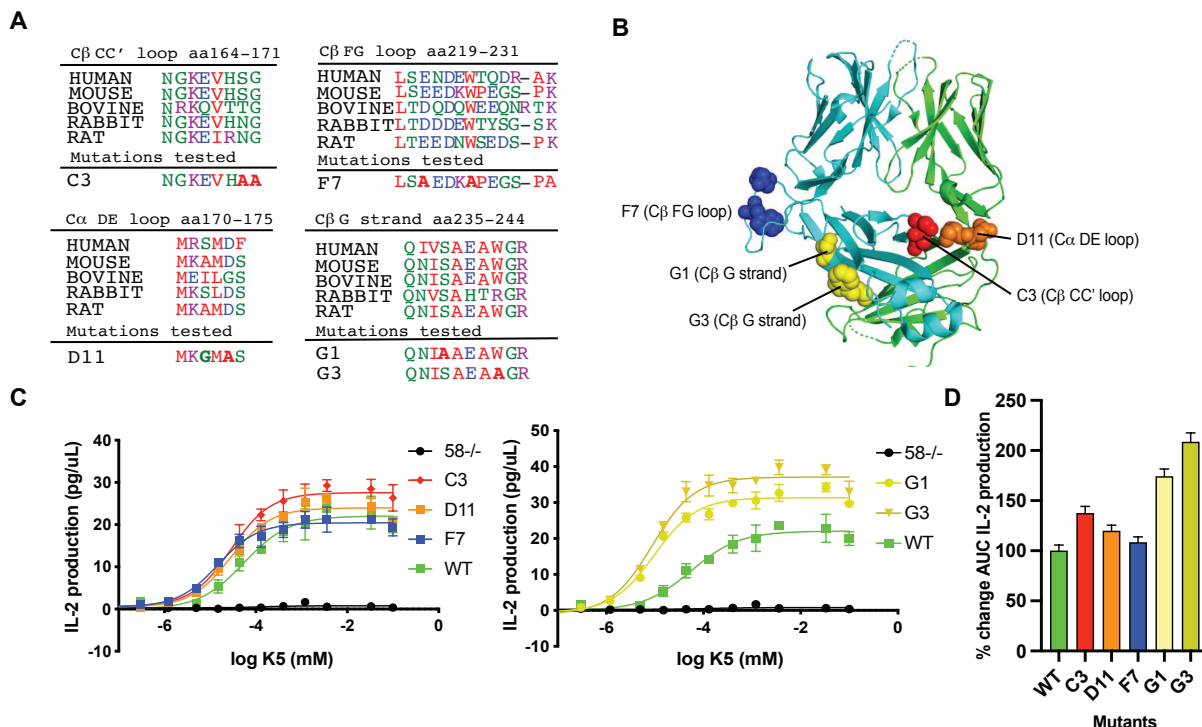 A
Cβ CC' loop aa164–171
HUMAN NGKEVHSG
MOUSE NGKEVHSG
BOVINE NRKQVTTG
RABBIT NGKEVHNG
RAT NGKEIRNG
Mutations tested
C3 NGKEVHAA
Cβ FG loop aa219–231
HUMAN LSENDEWTQDR–AK
MOUSE LSEEDKWPEGS–PK
BOVINE LTDQDQWEEQNRTK
RABBIT LTDDDEWTYSG–SK
RAT LTEEDNWSEDS–PK
Mutations tested
F7 LSAEDKAPEGS–PA
Cα DE loop aa170–175
HUMAN MRSMDF
MOUSE MKAMDS
BOVINE MEILGS
RABBIT MKSLDS
RAT MKAMDS
Mutations tested
D11 MKGMAS
Cβ G strand aa235–244
HUMAN QIVSAEAWGR
MOUSE QNISAEAWGR
BOVINE QNISAEAWGR
RABBIT QNVSAHTRGR
RAT QNISAEAWGR
Mutations tested
G1 QNIAAEAWGR
G3 QNISAEAAGR
B
F7 (Cβ FG loop)
G1 (Cβ G strand)
G3 (Cβ G strand)
D11 (Cα DE loop)
C3 (Cβ CC' loop)
C
IL-2 production (pg/uL)
40
30
20
10
0
-10
-6
-4
-2
0
log K5 (mM)
58-/-
C3
D11
F7
WT
IL-2 production (pg/uL)
50
40
30
20
10
0
-10
-6
-4
-2
0
log K5 (mM)
58-/-
G1
G3
WT
D
% change AUC IL-2 production
250
200
150
100
50
0
WT
C3
D11
F7
G1
G3
Mutants